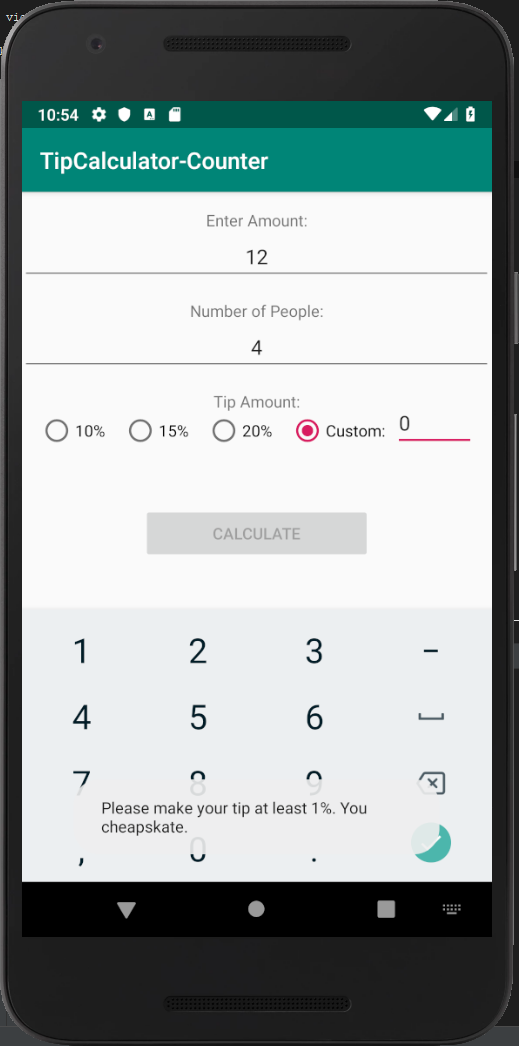 vie
10:54
TipCalculator-Counter
Enter Amount:
12
Number of People:
4
Tip Amount:
10% 15% 20% Custom: 0
CALCULATE
1 2 3 -
4 5 6
7 8 9
Please make your tip at least 1%. You
cheapskate.
, 0 .